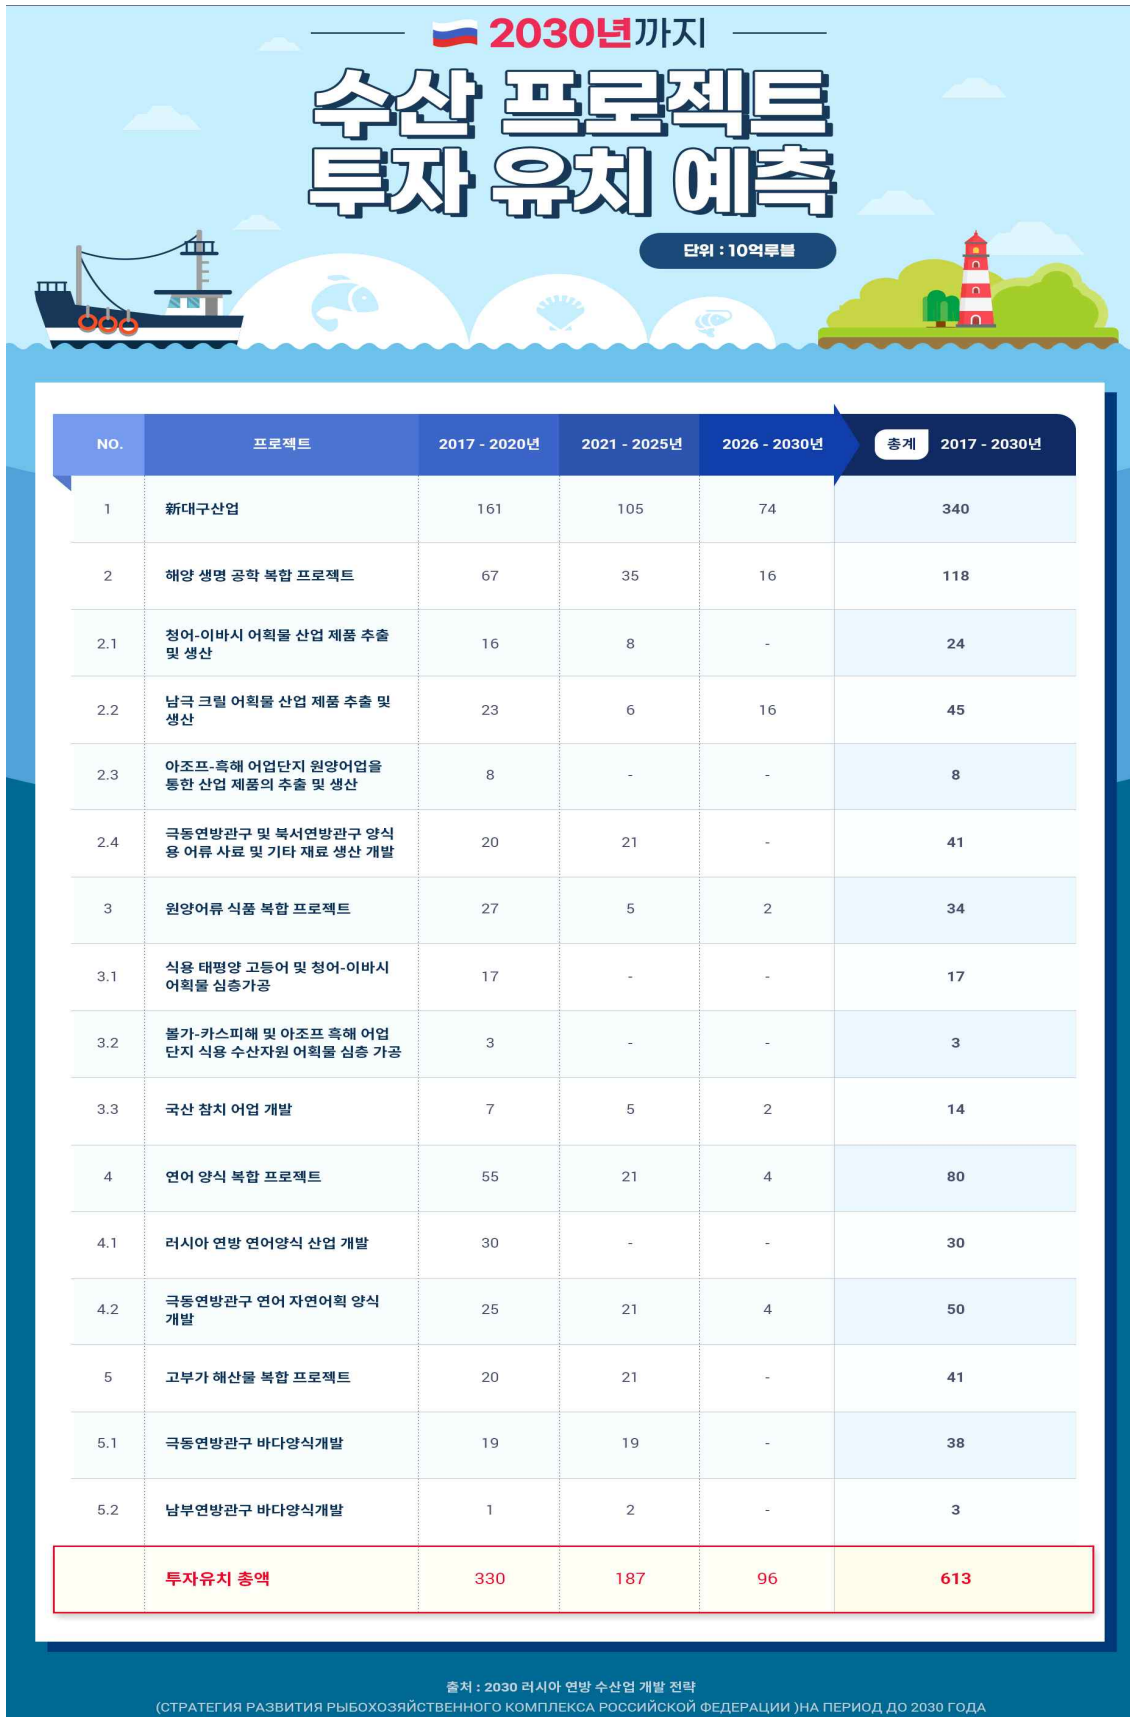 2030년까지
수산 프로젝트
투자 유치 예측
단위 : 10억루블
NO. 프로젝트 2017 - 2020년 2021 - 2025년 2026 - 2030년 총계 2017 - 2030년
1 新대구산업 161 105 74 340
2 해양 생명 공학 복합 프로젝트 67 35 16 118
2.1 청어-이바시 어획물 산업 제품 추출
및 생산 16 8 - 24
2.2 남극 크릴 어획물 산업 제품 추출 및
생산 23 6 16 45
2.3 아조프-흑해 어업단지 원양어업을
통한 산업 제품의 추출 및 생산 8 - - 8
2.4 극동연방관구 및 북서연방관구 양식
용 어류 사료 및 기타 재료 생산 개발 20 21 - 41
3 원양어류 식품 복합 프로젝트 27 5 2 34
3.1 식용 태평양 고등어 및 청어-이바시
어획물 심층가공 17 - - 17
3.2 볼가-카스피해 및 아조프 흑해 어업
단지 식용 수산자원 어획물 심층 가공 3 - - 3
3.3 국산 참치 어업 개발 7 5 2 14
4 연어 양식 복합 프로젝트 55 21 4 80
4.1 러시아 연방 연어양식 산업 개발 30 - - 30
4.2 극동연방관구 연어 자연어획 양식
개발 25 21 4 50
5 고부가 해산물 복합 프로젝트 20 21 - 41
5.1 극동연방관구 바다양식개발 19 19 - 38
5.2 남부연방관구 바다양식개발 1 2 - 3
투자유치 총액 330 187 96 613
출처 : 2030 러시아 연방 수산업 개발 전략
(СТРАТЕГИЯ РАЗВИТИЯ РЫБОХОЗЯЙСТВЕННОГО КОМПЛЕКСА РОССИЙСКОЙ ФЕДЕРАЦИИ )НА ПЕРИОД ДО 2030 ГОДА